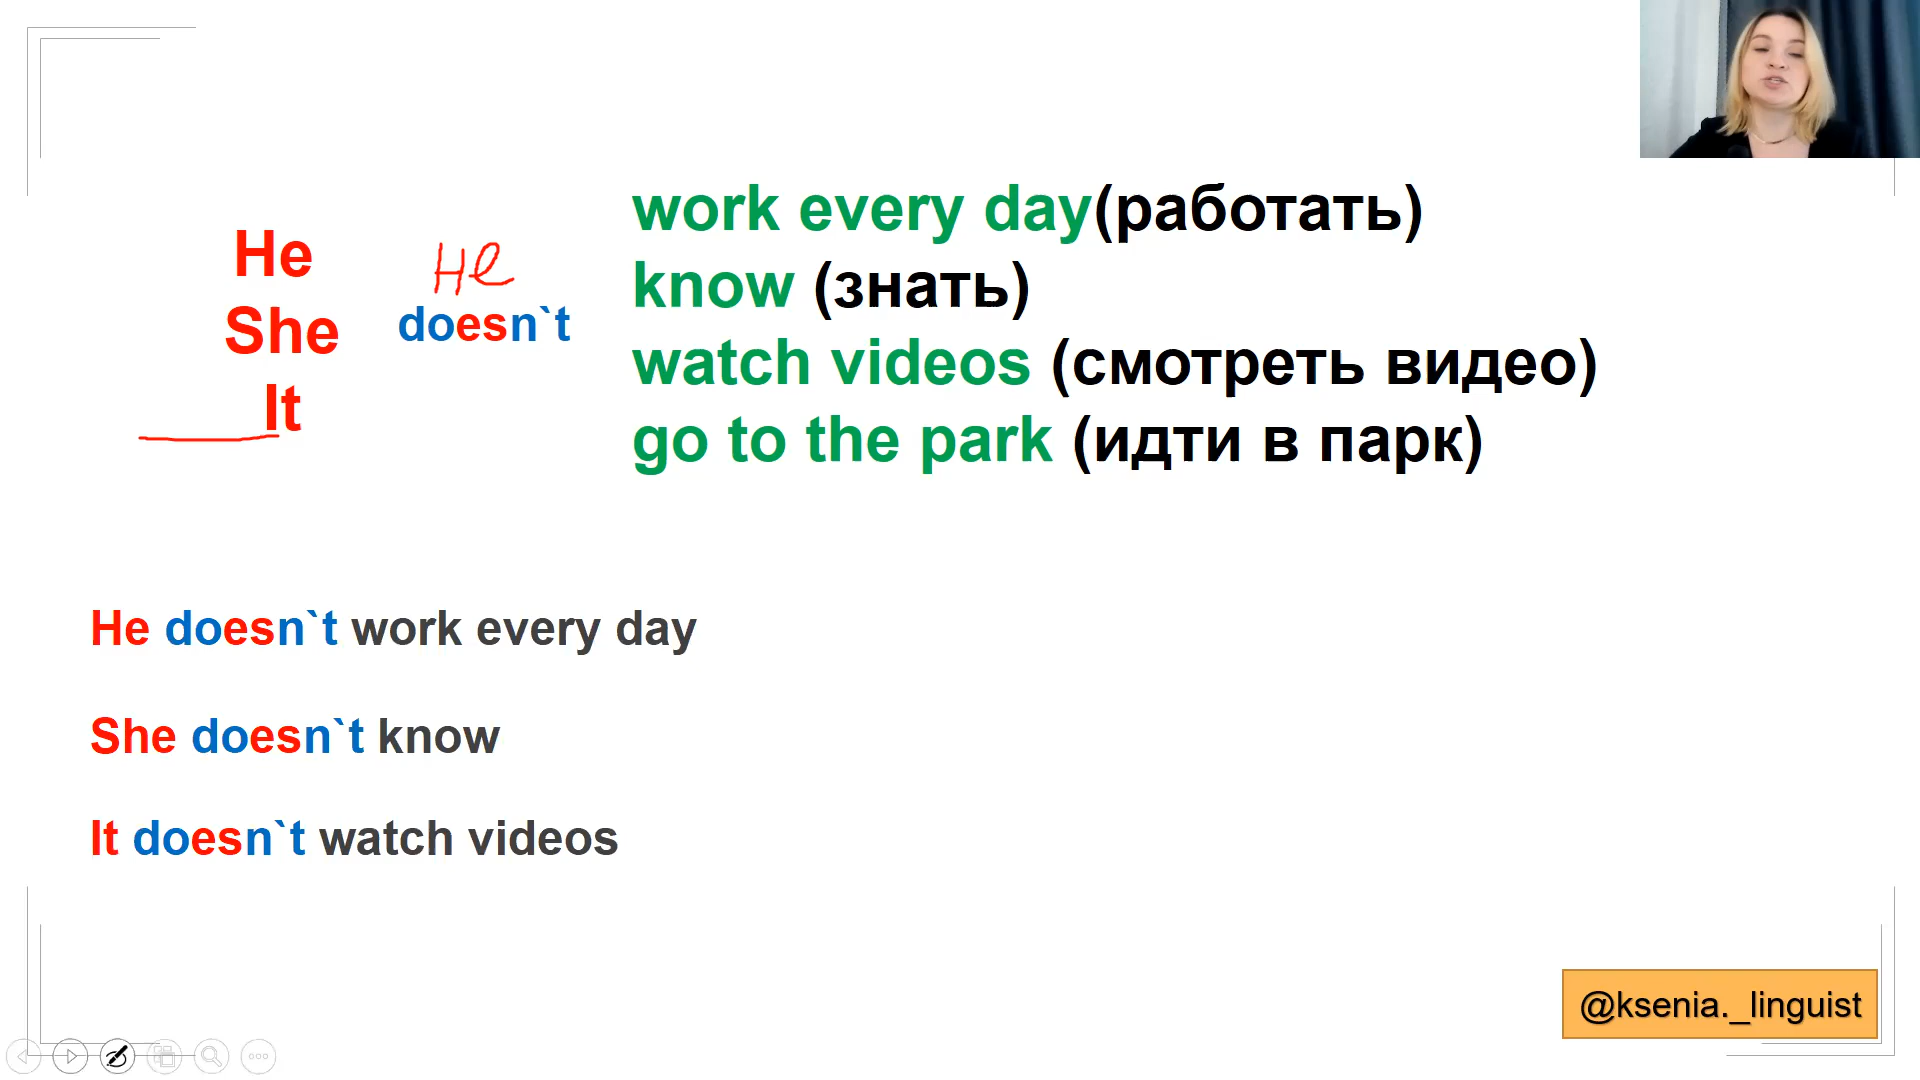 He
She
It
не
doesn`t
work every day(работать)
know (знать)
watch videos (смотреть видео)
go to the park (идти в парк)
He doesn`t work every day
She doesn`t know
It doesn`t watch videos
@ksenia._linguist